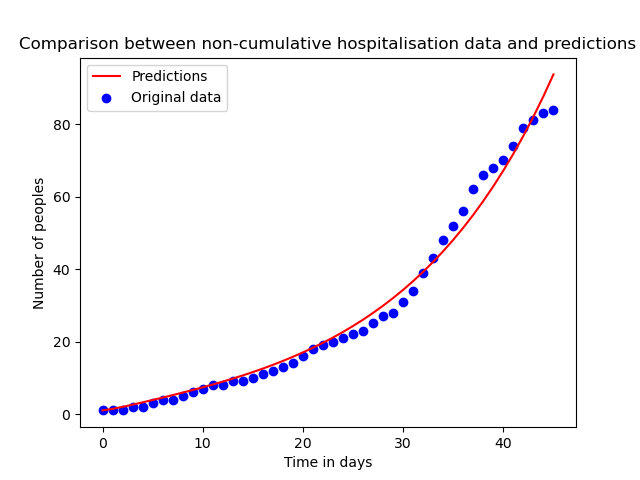 Comparison between non-cumulative hospitalisation data and predictions
Predictions
Original data
80
60
40
20
0
Number of peoples
0 10 20 30 40
Time in days